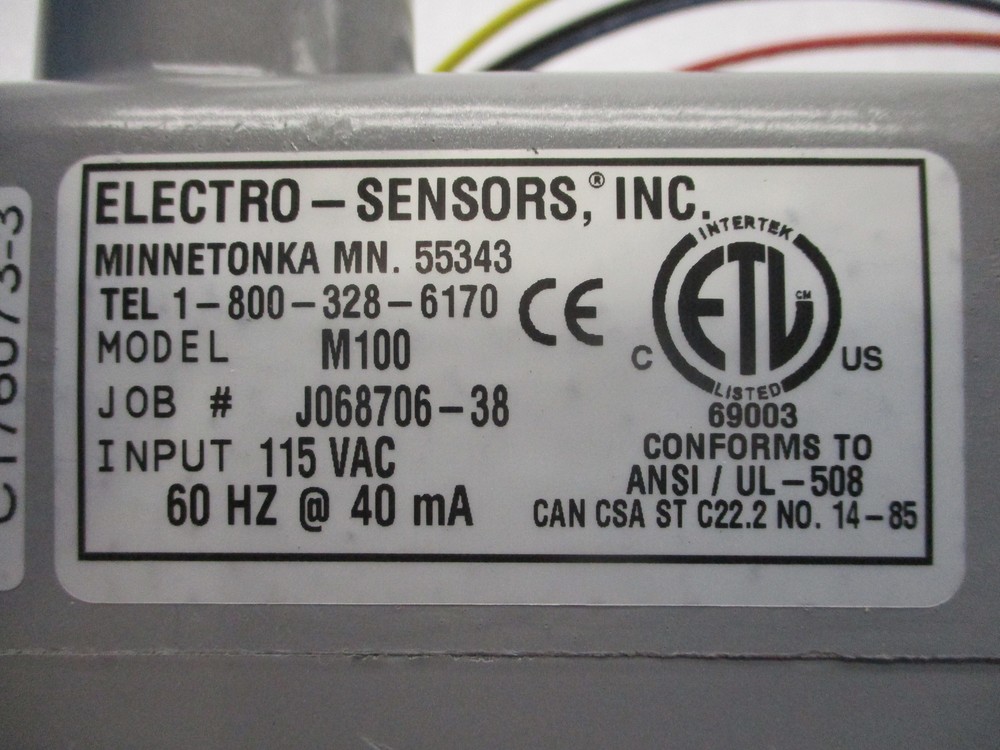 ELECTRO-SENSORS,® INC.
MINNETONKA MN. 55343
TEL 1-800-328-6170
CE
MODEL M100
JOB # J068706-38
INPUT 115 VAC
60 HZ @ 40 mA
INTERTEK
ETL CM
C US
LISTED
69003
CONFORMS TO
ANSI / UL-508
CAN CSA ST C22.2 NO. 14-85